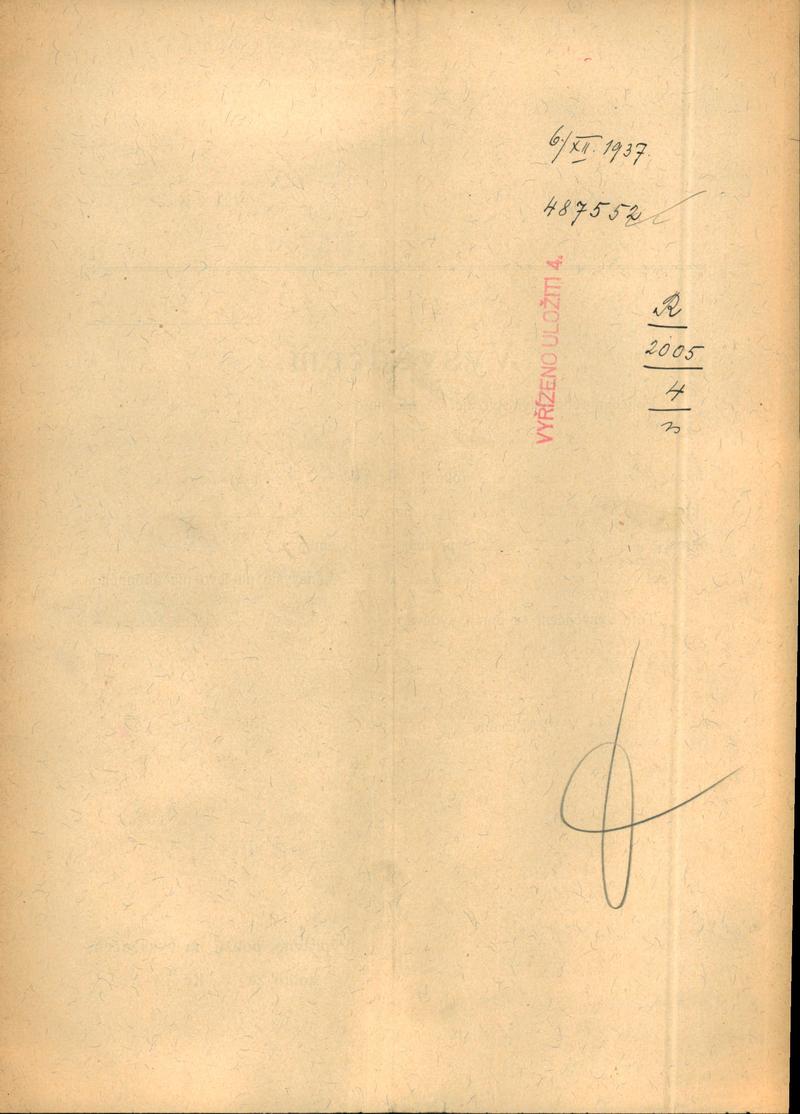 6/XII. 1937.
487552
VYŘÍZENO ULOŽITI 4.
R
2005
4